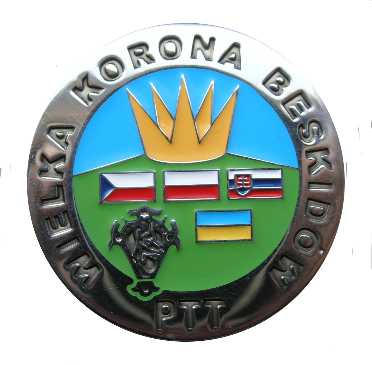 WIELKA KORONA BESKIDÓW
PTT